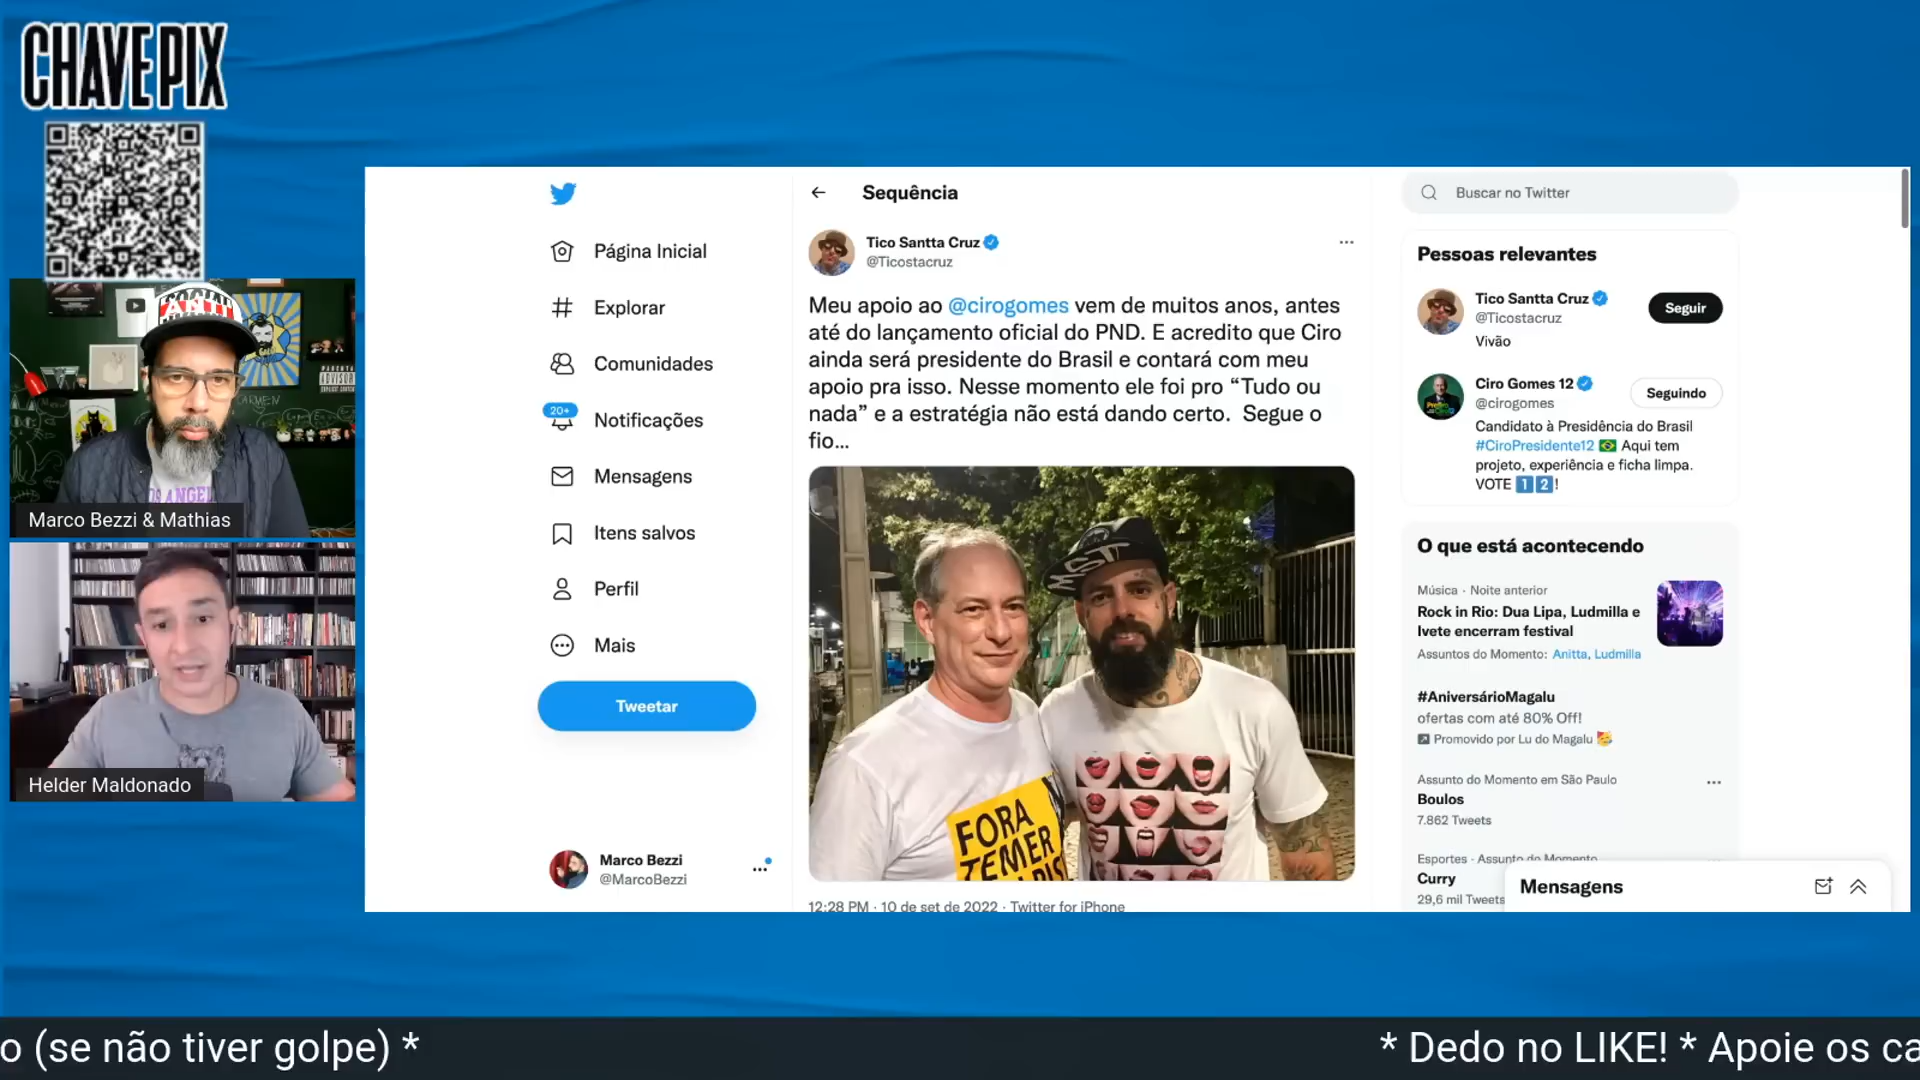 CHAVE PIX
Marco Bezzi & Mathias
Helder Maldonado
Página Inicial
Explorar
Comunidades
20+
Notificações
Mensagens
Itens salvos
Perfil
Mais
Tweetar
Marco Bezzi
@MarcoBezzi
Sequência
Tico Santta Cruz
@Ticostacruz
Meu apoio ao @cirogomes vem de muitos anos, antes
até do lançamento oficial do PND. E acredito que Ciro
ainda será presidente do Brasil e contará com meu
apoio pra isso. Nesse momento ele foi pro “Tudo ou
nada” e a estratégia não está dando certo. Segue o
fio...
MST
FORA
TEMER
12:28 PM · 10 de set de 2022 · Twitter for iPhone
Buscar no Twitter
Pessoas relevantes
Tico Santta Cruz
@Ticostacruz
Seguir
Vivão
Ciro Gomes 12
@cirogomes
Seguindo
Candidato à Presidência do Brasil
#CiroPresidente12 Aqui tem
projeto, experiência e ficha limpa.
VOTE 12!
O que está acontecendo
Música · Noite anterior
Rock in Rio: Dua Lipa, Ludmilla e
Ivete encerram festival
Assuntos do Momento: Anitta, Ludmilla
#AniversárioMagalu
ofertas com até 80% Off!
Promovido por Lu do Magalu
Assunto do Momento em São Paulo
Boulos
7.862 Tweets
Esportes · Assunto do Momento
Curry
29,6 mil Tweets
Mensagens
o (se não tiver golpe) *
* Dedo no LIKE! * Apoie os ca